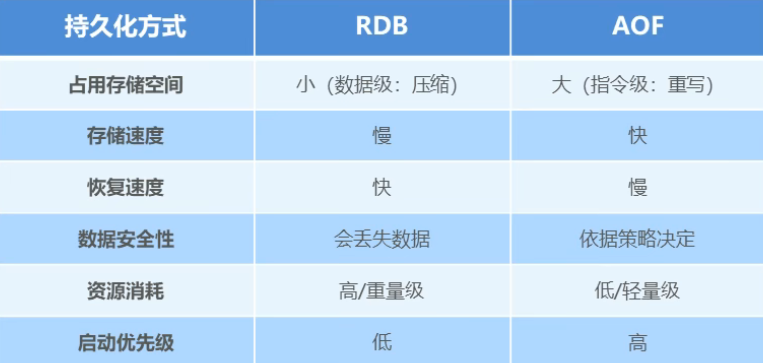 持久化方式 RDB AOF
占用存储空间 小（数据级：压缩） 大（指令级：重写）
存储速度 慢 快
恢复速度 快 慢
数据安全性 会丢失数据 依据策略决定
资源消耗 高/重量级 低/轻量级
启动优先级 低 高